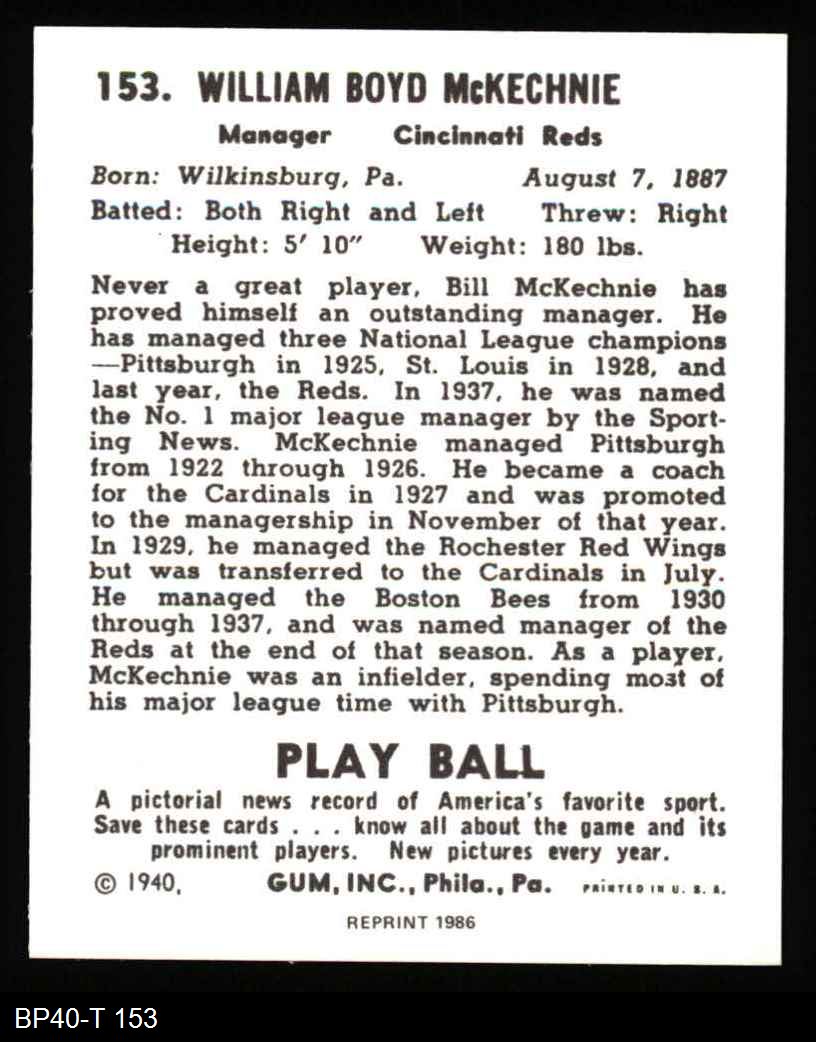 153. WILLIAM BOYD McKECHNIE
Manager Cincinnati Reds
Born: Wilkinsburg, Pa. August 7, 1887
Batted: Both Right and Left Threw: Right
Height: 5′ 10″ Weight: 180 lbs.
Never a great player, Bill McKechnie has
proved himself an outstanding manager. He
has managed three National League champions
—Pittsburgh in 1925, St. Louis in 1928, and
last year, the Reds. In 1937, he was named
the No. 1 major league manager by the Sport-
ing News. McKechnie managed Pittsburgh
from 1922 through 1926. He became a coach
for the Cardinals in 1927 and was promoted
to the managership in November of that year.
In 1929, he managed the Rochester Red Wings
but was transferred to the Cardinals in July.
He managed the Boston Bees from 1930
through 1937, and was named manager of the
Reds at the end of that season. As a player,
McKechnie was an infielder, spending most of
his major league time with Pittsburgh.
PLAY BALL
A pictorial news record of America's favorite sport.
Save these cards . . . know all about the game and its
prominent players. New pictures every year.
© 1940, GUM, INC., Phila., Pa. PRINTED IN U. S. A.
REPRINT 1986
BP40-T 153